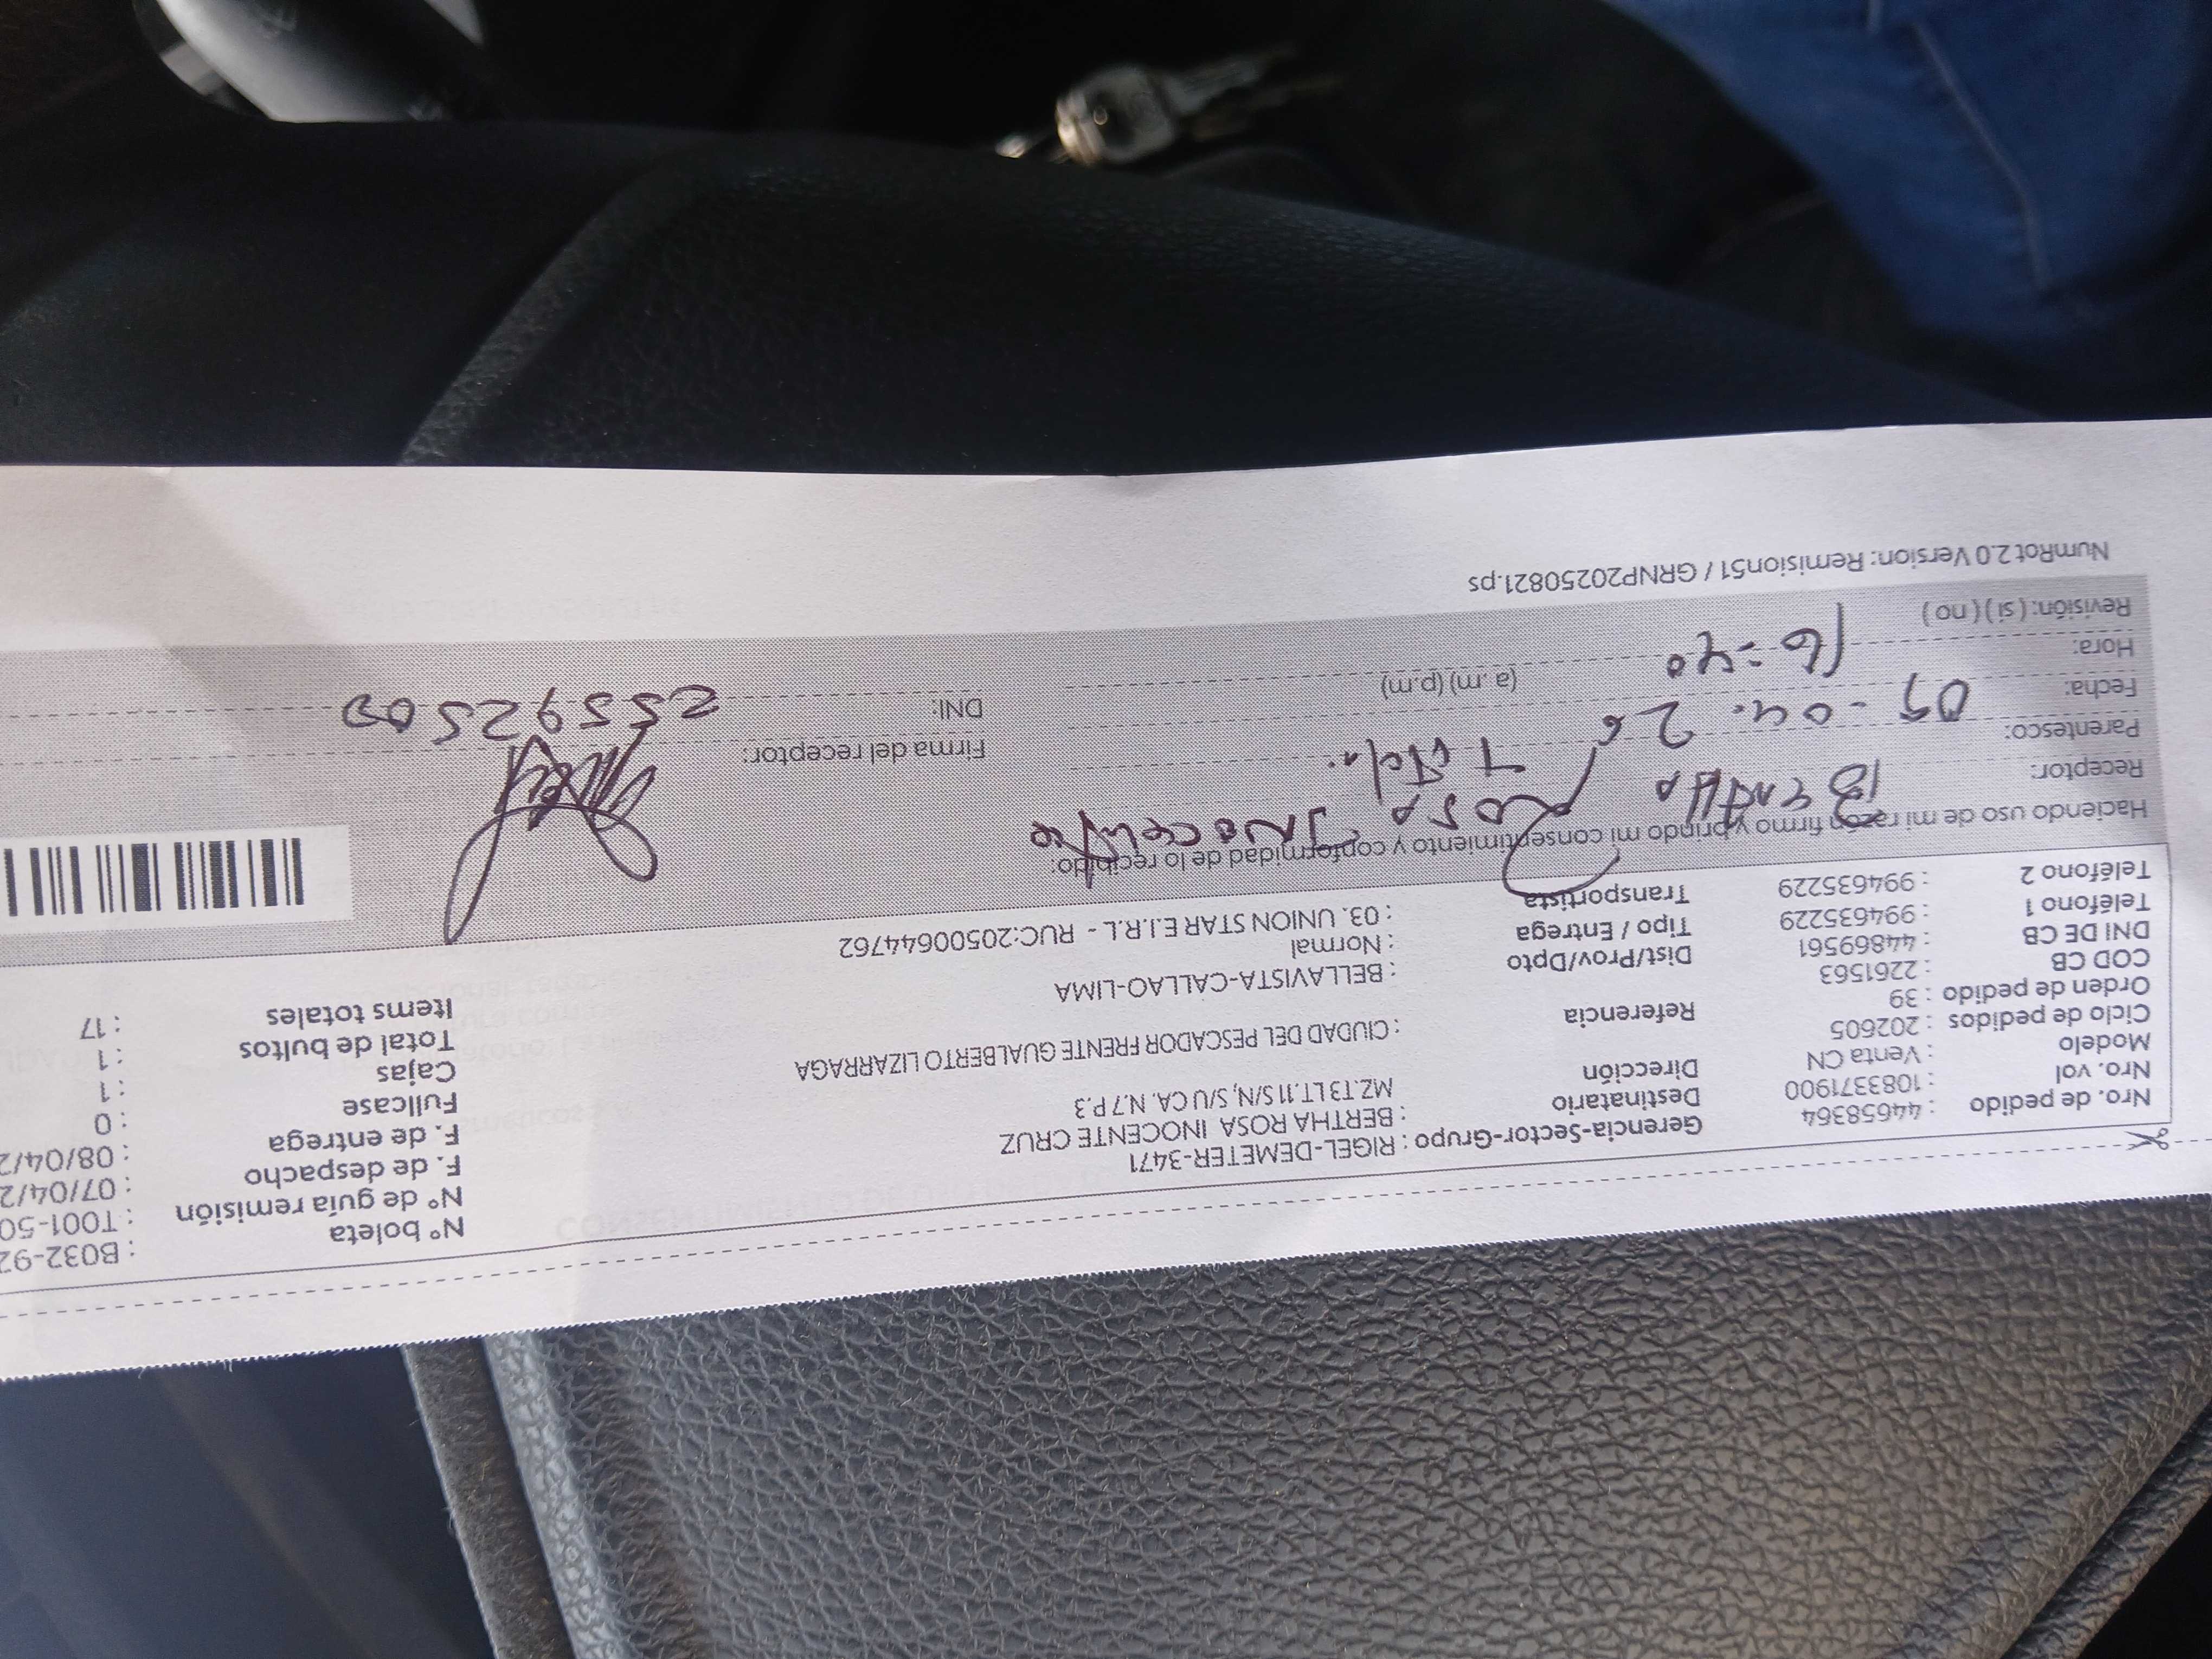 Nro. de pedido : 44658364
Nro. vol : 1083371900
Modelo : Venta CN
Ciclo de pedidos : 202605
Orden de pedido : 39
COD CB : 2261563
DNI DE CB : 44869561
Teléfono 1 : 994635229
Teléfono 2 : 994635229
Gerencia-Sector-Grupo : RIGEL-DEMETER-3471
Destinatario : BERTHA ROSA INOCENTE CRUZ
Dirección MZ.T3 LT.11 S/N, S/U CA. N.7 P.3
Referencia : CIUDAD DEL PESCADOR FRENTE GUALBERTO LIZARRAGA
Dist/Prov/Dpto : BELLAVISTA-CALLAO-LIMA
Tipo / Entrega : Normal
Transportista : 03. UNION STAR E.I.R.L - RUC:20500644762
N° boleta : B032-92
N° de guía remisión : T001-50
F. de despacho : 07/04/2
F. de entrega : 08/04/2
Fullcase : 0
Cajas : 1
Total de bultos : 1
Items totales : 17
Haciendo uso de mi razón firmo y brindo mi consentimiento y conformidad de lo recibido:
Receptor: Bertha Rosa Inocente
Parentesco: Titular
Fecha: 09-04.26
Hora: 16:40 (a.m) (p.m)
Revisión: ( si ) ( no )
Firma del receptor:
DNI: 25592500
NumRot 2.0 Version: Remision51 / GRNP20250821.ps